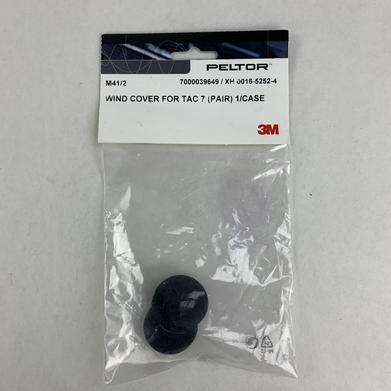 PELTOR™
M41/2 7000039649 / XH 0016-5252-4
WIND COVER FOR TAC 7 (PAIR) 1/CASE
3M